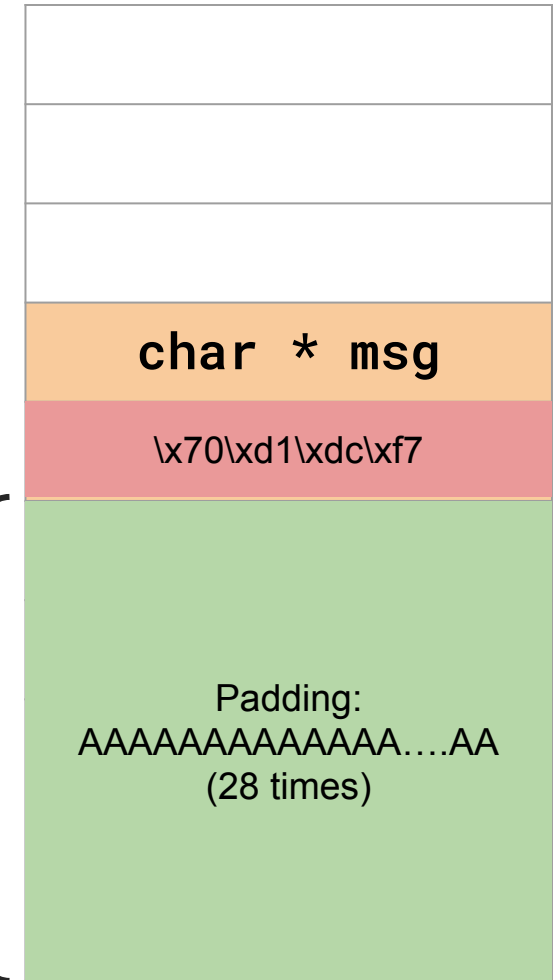 char * msg
\x70\xd1\xdc\xf7
Padding:
AAAAAAAAAAAAA….AA
(28 times)